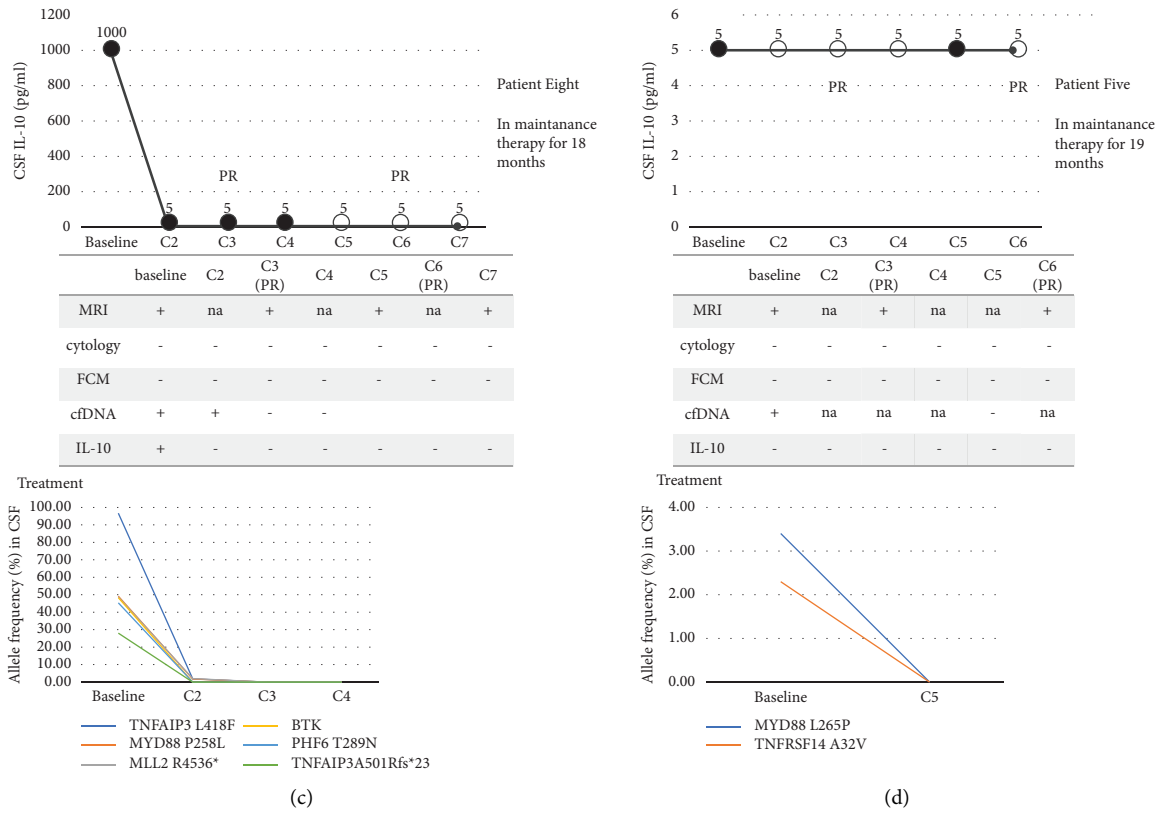 CSF IL-10 (pg/ml)
1200
1000
800
600
400
200
0
1000
5 5 5 5 5 5
PR PR
Baseline C2 C3 C4 C5 C6 C7
Patient Eight
In maintanance
therapy for 18
months
baseline C2 C3 (PR) C4 C5 C6 (PR) C7
MRI + na + na + na +
cytology - - - - - - -
FCM - - - - - - -
cfDNA + + - -
IL-10 + - - - - - -
Treatment
Allele frequency (%) in CSF
100.00
90.00
80.00
70.00
60.00
50.00
40.00
30.00
20.00
10.00
0.00
Baseline C2 C3 C4
TNFAIP3 L418F BTK
MYD88 P258L PHF6 T289N
MLL2 R4536* TNFAIP3A501Rfs*23
(c)
CSF IL-10 (pg/ml)
6
5
4
3
2
1
0
5 5 5 5 5 5
PR PR
Baseline C2 C3 C4 C5 C6
Patient Five
In maintanance
therapy for 19
months
baseline C2 C3 (PR) C4 C5 C6 (PR)
MRI + na + na na +
cytology - - - - - -
FCM - - - - - -
cfDNA + na na na - na
IL-10 - - - - - -
Treatment
Allele frequency (%) in CSF
4.00
3.00
2.00
1.00
0.00
Baseline C5
MYD88 L265P
TNFRSF14 A32V
(d)